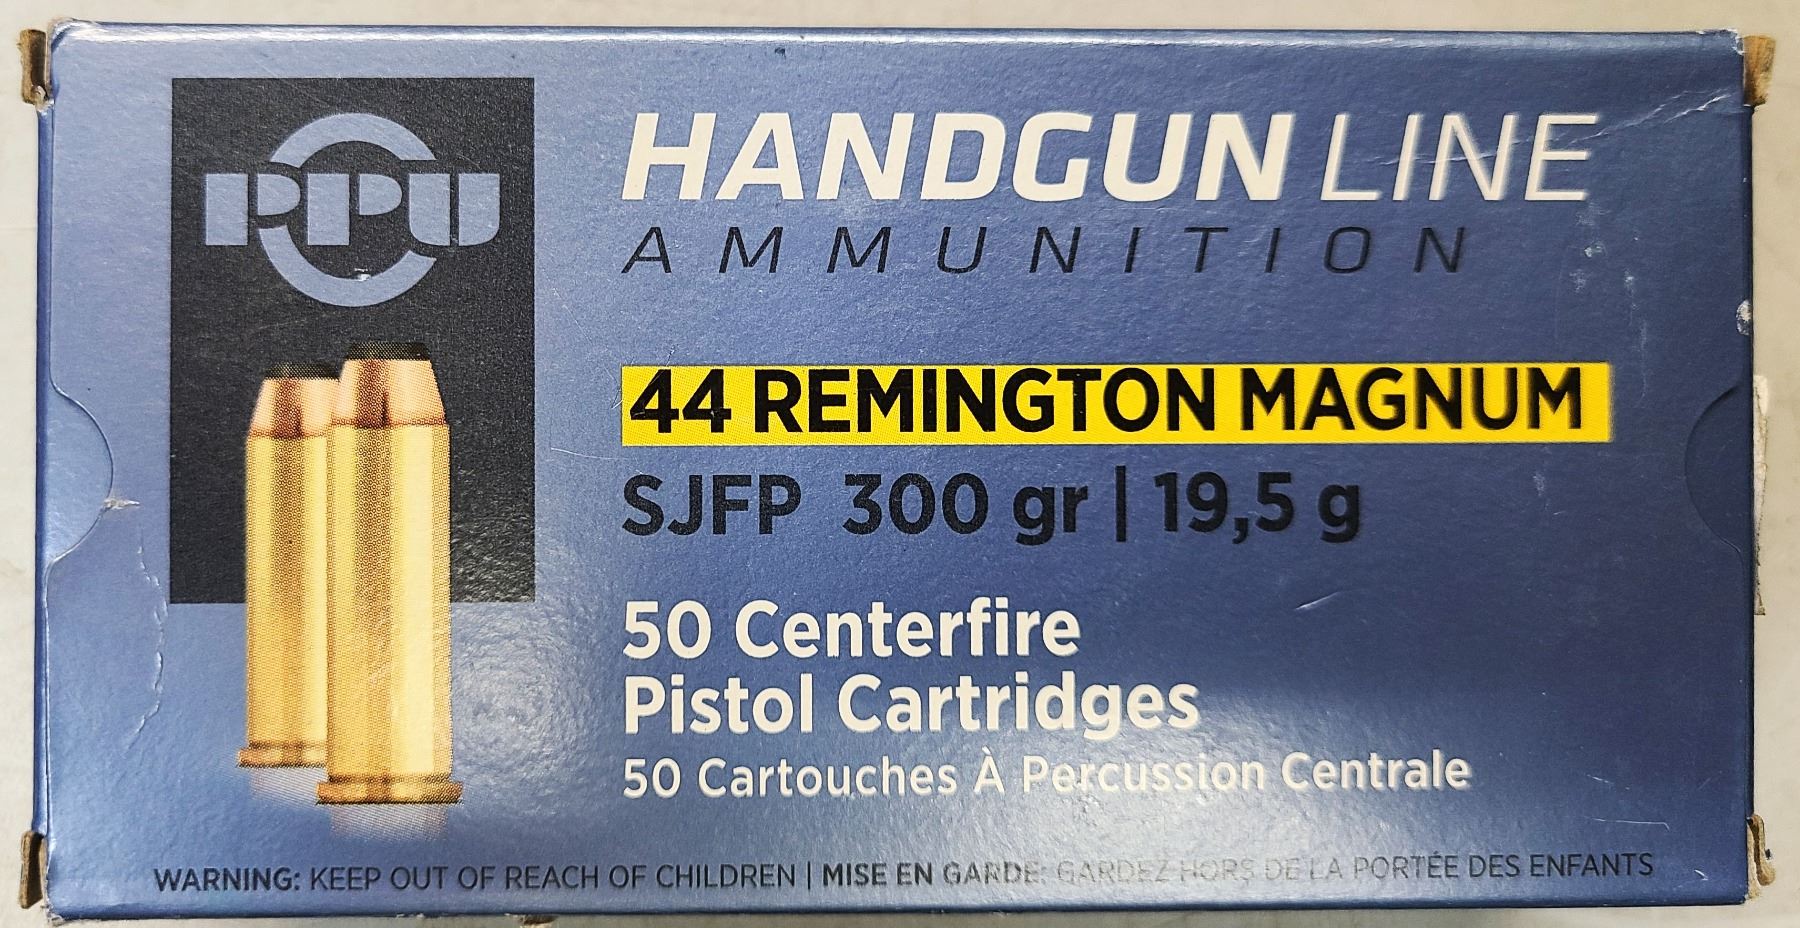 PPU
HANDGUN LINE
AMMUNITION
44 REMINGTON MAGNUM
SJFP 300 gr | 19,5 g
50 Centerfire
Pistol Cartridges
50 Cartouches À Percussion Centrale
WARNING: KEEP OUT OF REACH OF CHILDREN | MISE EN GARDE: GARDEZ HORS DE LA PORTÉE DES ENFANTS